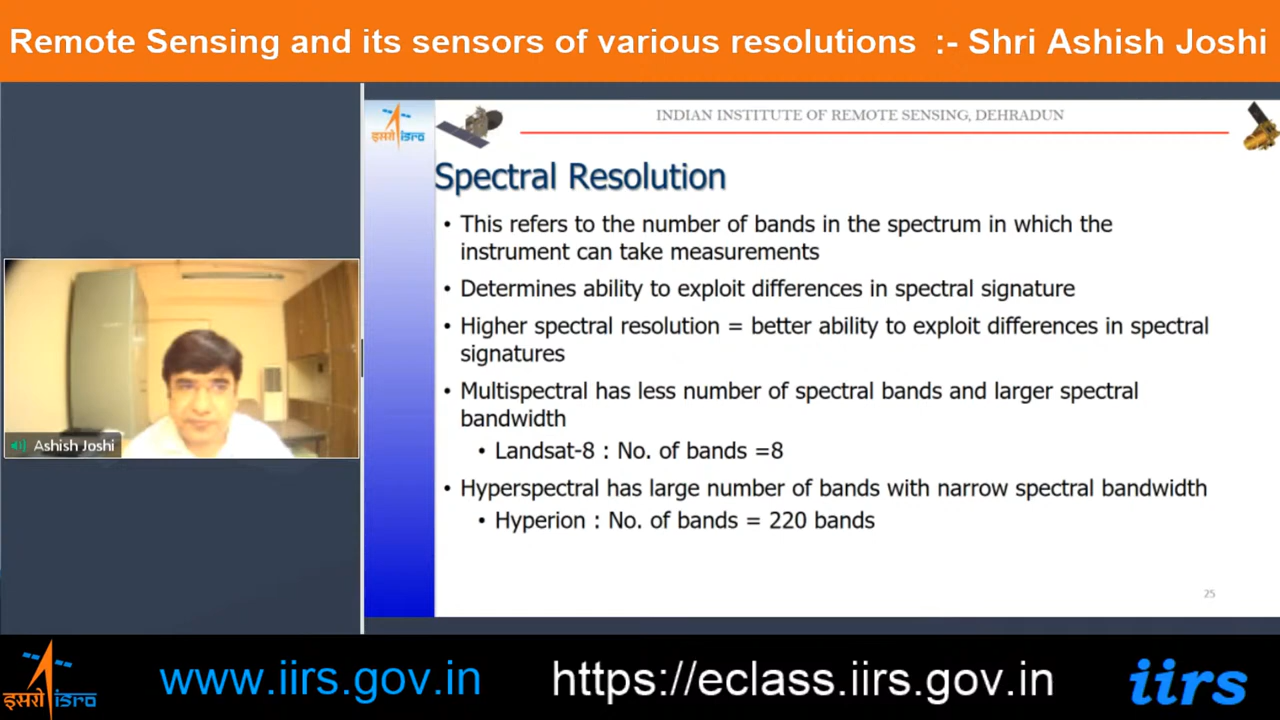 Remote Sensing and its sensors of various resolutions :- Shri Ashish Joshi
इसरो isro
INDIAN INSTITUTE OF REMOTE SENSING, DEHRADUN
Spectral Resolution
• This refers to the number of bands in the spectrum in which the
instrument can take measurements
• Determines ability to exploit differences in spectral signature
• Higher spectral resolution = better ability to exploit differences in spectral
signatures
• Multispectral has less number of spectral bands and larger spectral
bandwidth
• Landsat-8 : No. of bands =8
• Hyperspectral has large number of bands with narrow spectral bandwidth
• Hyperion : No. of bands = 220 bands
25
Ashish Joshi
इसरो isro
www.iirs.gov.in
https://eclass.iirs.gov.in
iirs